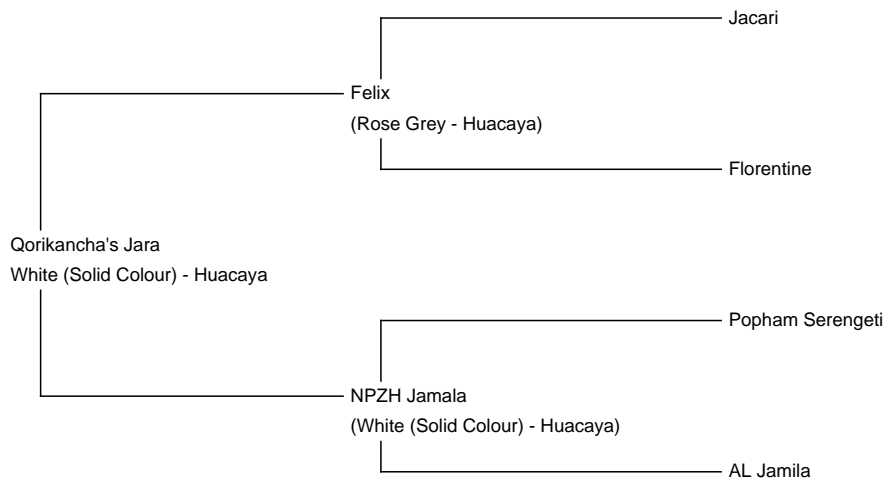 Jacari
Felix
(Rose Grey - Huacaya)
Florentine
Qorikancha's Jara
White (Solid Colour) - Huacaya
Popham Serengeti
NPZH Jamala
(White (Solid Colour) - Huacaya)
AL Jamila